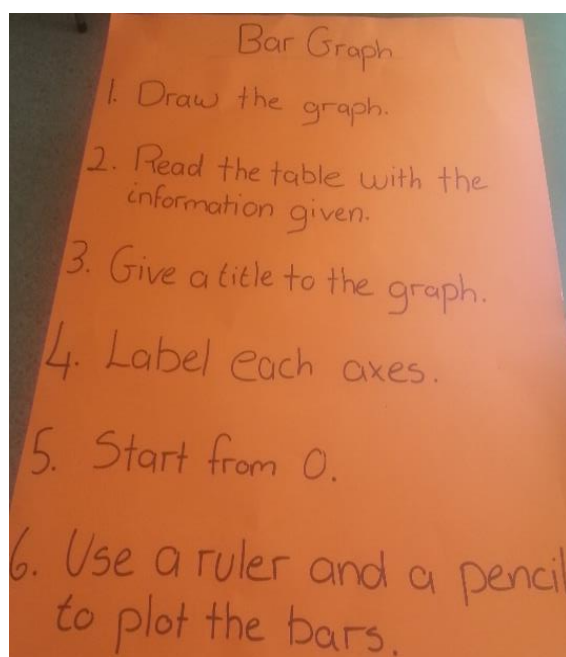 Bar Graph
1. Draw the graph.
2. Read the table with the
information given.
3. Give a title to the graph.
4. Label each axes.
5. Start from 0.
6. Use a ruler and a pencil
to plot the bars.